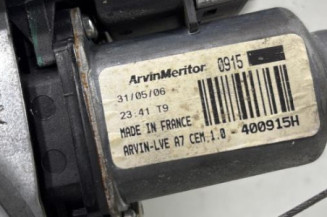 ArvinMeritor 0915
31/05/06
23:41 T9
MADE IN FRANCE
ARVIN-LVE A7 CEM:1.0 400915H